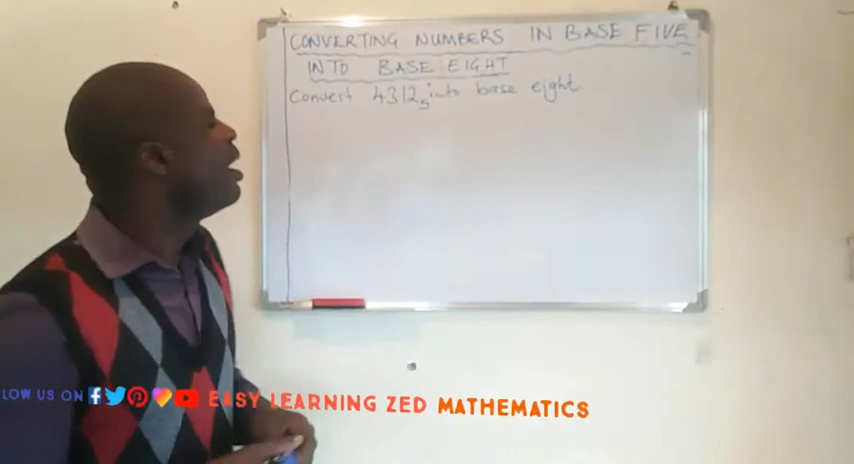 CONVERTING NUMBERS IN BASE FIVE
INTO BASE EIGHT
Convert 4312₅ into base eight
LOW US ON EASY LEARNING ZED MATHEMATICS